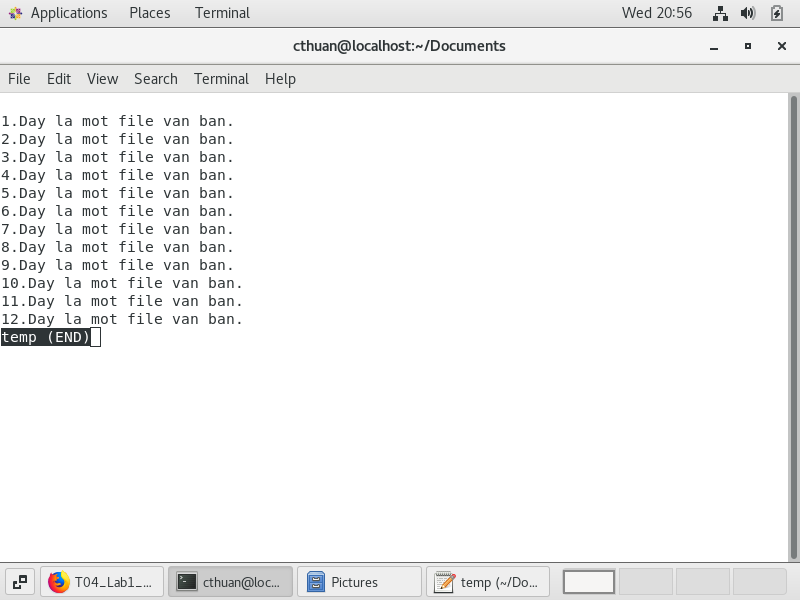 Applications Places Terminal Wed 20:56
cthuan@localhost:~/Documents
File Edit View Search Terminal Help
1.Day la mot file van ban.
2.Day la mot file van ban.
3.Day la mot file van ban.
4.Day la mot file van ban.
5.Day la mot file van ban.
6.Day la mot file van ban.
7.Day la mot file van ban.
8.Day la mot file van ban.
9.Day la mot file van ban.
10.Day la mot file van ban.
11.Day la mot file van ban.
12.Day la mot file van ban.
temp (END)
T04_Lab1_... cthuan@loc... Pictures temp (~/Do...